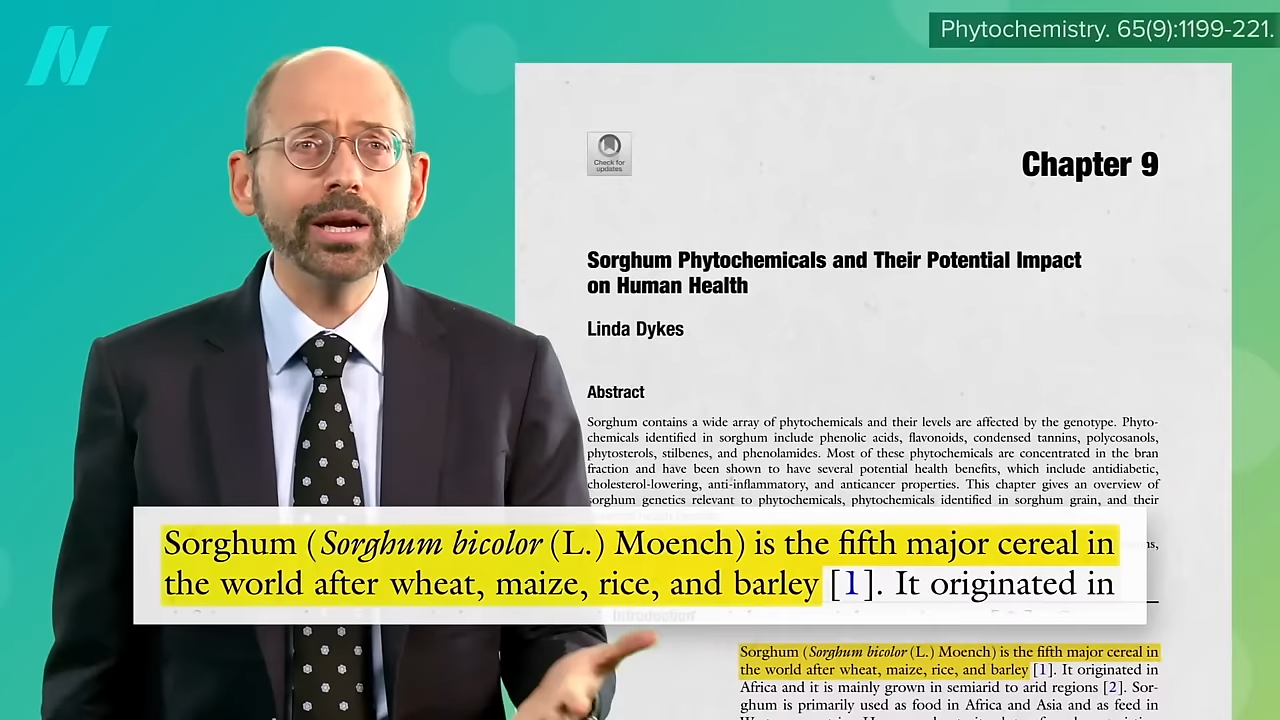 Phytochemistry. 65(9):1199-221.
N
Check for
updates
Chapter 9
Sorghum Phytochemicals and Their Potential Impact
on Human Health
Linda Dykes
Abstract
Sorghum contains a wide array of phytochemicals and their levels are affected by the genotype. Phyto-
chemicals identified in sorghum include phenolic acids, flavonoids, condensed tannins, polycosanols,
phytosterols, stilbenes, and phenolamides. Most of these phytochemicals are concentrated in the bran
fraction and have been shown to have several potential health benefits, which include antidiabetic,
cholesterol-lowering, anti-inflammatory, and anticancer properties. This chapter gives an overview of
sorghum genetics relevant to phytochemicals, phytochemicals identified in sorghum grain, and their
Sorghum (Sorghum bicolor (L.) Moench) is the fifth major cereal in
the world after wheat, maize, rice, and barley [1]. It originated in
Introduction
Sorghum (Sorghum bicolor (L.) Moench) is the fifth major cereal in
the world after wheat, maize, rice, and barley [1]. It originated in
Africa and it is mainly grown in semiarid to arid regions [2]. Sor-
ghum is primarily used as food in Africa and Asia and as feed in